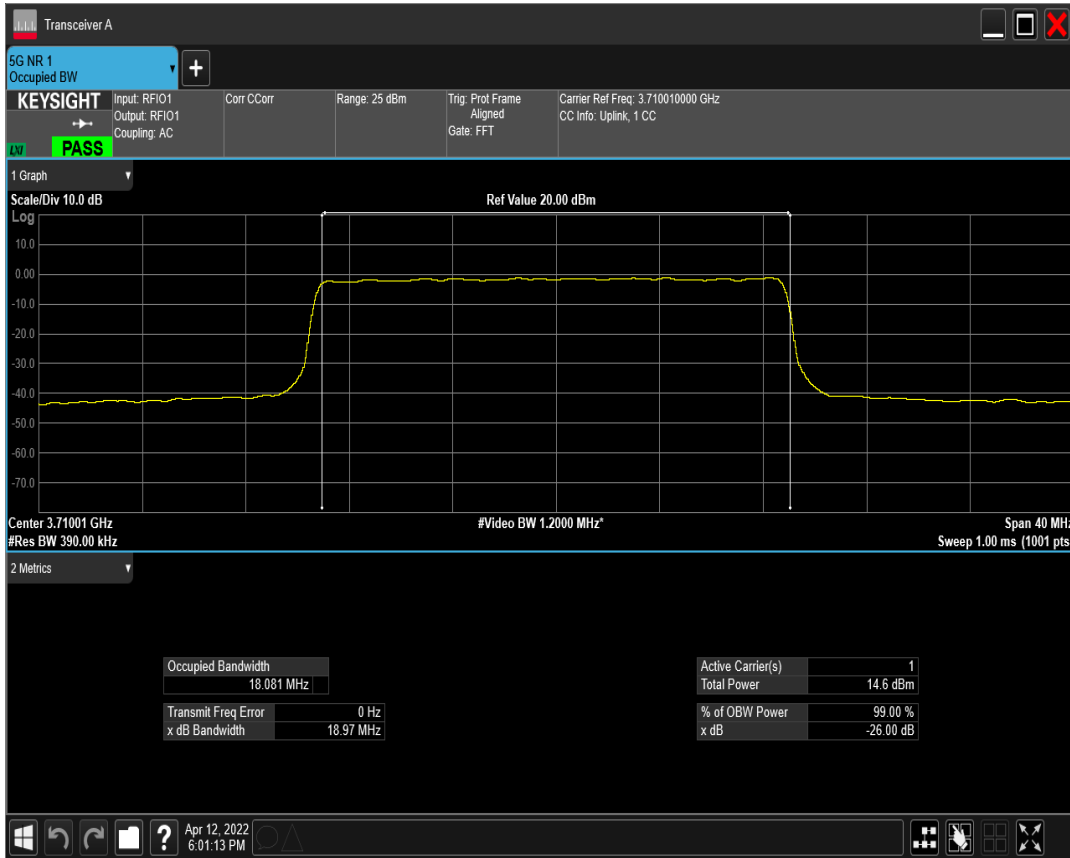 Transceiver A
5G NR 1
Occupied BW
+
KEYSIGHT
Input: RFIO1
Output: RFIO1
Coupling: AC
Corr CCorr
Range: 25 dBm
Trig: Prot Frame
Aligned
Gate: FFT
Carrier Ref Freq: 3.710010000 GHz
CC Info: Uplink, 1 CC
LXI
PASS
1 Graph
Scale/Div 10.0 dB
Ref Value 20.00 dBm
Log
10.0
0.00
-10.0
-20.0
-30.0
-40.0
-50.0
-60.0
-70.0
Center 3.71001 GHz
#Video BW 1.2000 MHz*
Span 40 MHz
#Res BW 390.00 kHz
Sweep 1.00 ms (1001 pts
2 Metrics
Occupied Bandwidth
18.081 MHz
Transmit Freq Error 0 Hz
x dB Bandwidth 18.97 MHz
Active Carrier(s) 1
Total Power 14.6 dBm
% of OBW Power 99.00 %
x dB -26.00 dB
?
Apr 12, 2022
6:01:13 PM